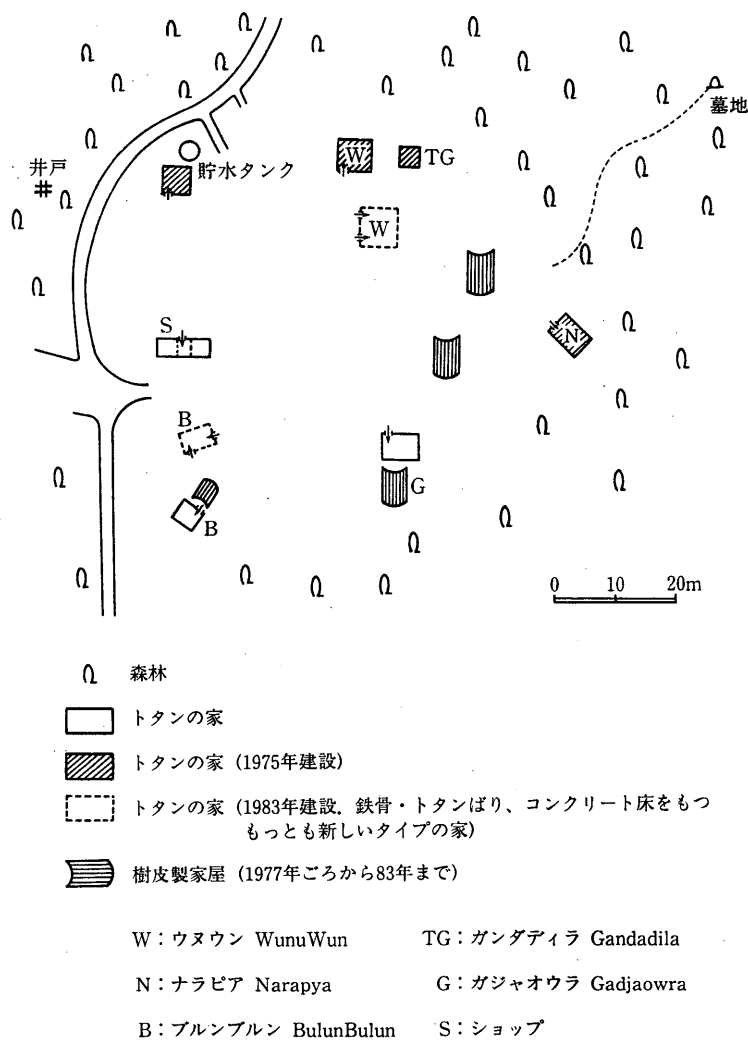 墓地
井戸
W
TG
貯水タンク
W
S
N
B
G
B
0 10 20m
森林
トタンの家
トタンの家 (1975年建設)
トタンの家 (1983年建設．鉄骨・トタンばり、コンクリート床をもつ
もっとも新しいタイプの家)
樹皮製家屋 (1977年ごろから83年まで)
W：ウヌウン WunuWun TG：ガンダディラ Gandadila
N：ナラピア Narapya G：ガジャオウラ Gadjaowra
B：ブルンブルン BulunBulun S：ショップ